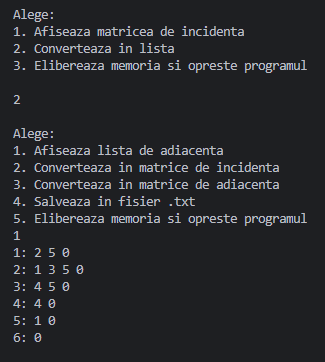 Alege:
1. Afiseaza matricea de incidenta
2. Converteaza in lista
3. Elibereaza memoria si opreste programul
2
Alege:
1. Afiseaza lista de adiacenta
2. Converteaza in matrice de incidenta
3. Converteaza in matrice de adiacenta
4. Salveaza in fisier .txt
5. Elibereaza memoria si opreste programul
1
1: 2 5 0
2: 1 3 5 0
3: 4 5 0
4: 4 0
5: 1 0
6: 0